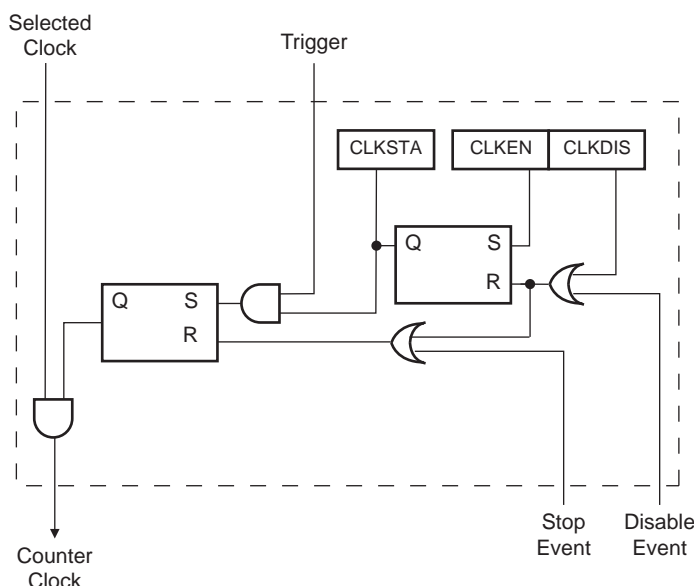 Selected
Clock
Trigger
CLKSTA
CLKEN
CLKDIS
Q
S
R
Q
S
R
Stop
Event
Disable
Event
Counter
Clock